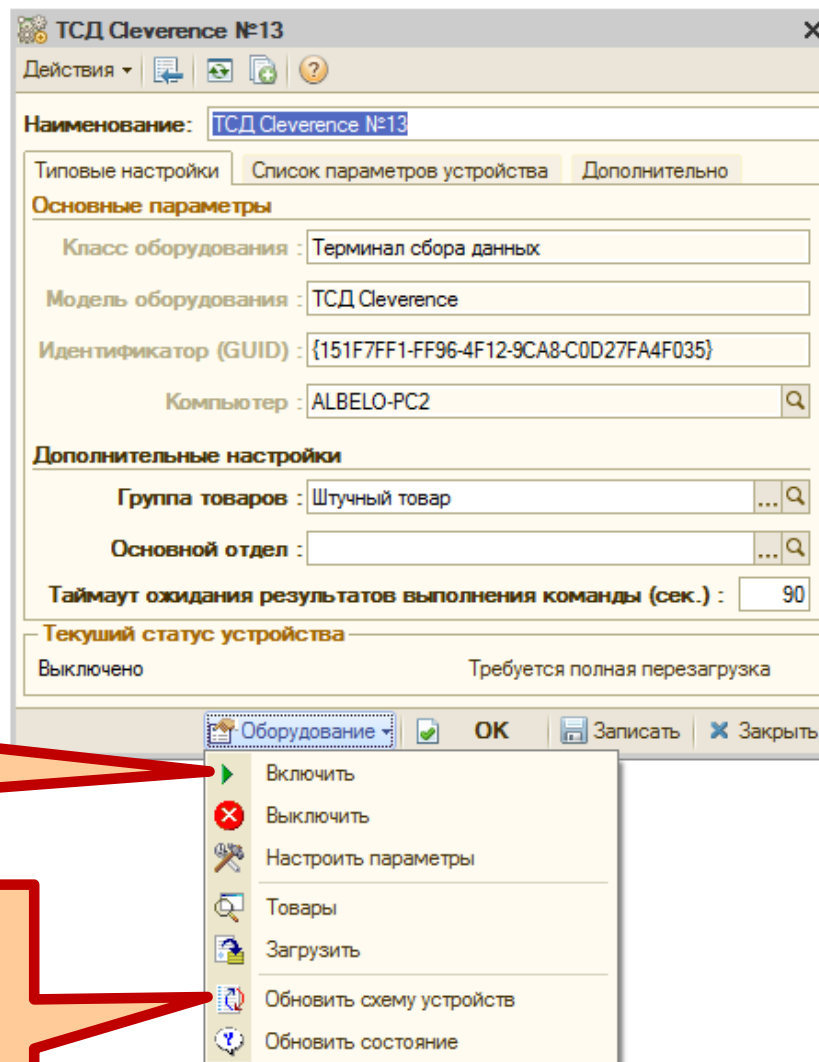 ТСД Cleverence №13
Действия
Наименование: ТСД Cleverence №13
Типовые настройки Список параметров устройства Дополнительно
Основные параметры
Класс оборудования : Терминал сбора данных
Модель оборудования : ТСД Cleverence
Идентификатор (GUID) : {151F7FF1-FF96-4F12-9CA8-C0D27FA4F035}
Компьютер : ALBELO-PC2
Дополнительные настройки
Группа товаров : Штучный товар ...
Основной отдел : ...
Таймаут ожидания результатов выполнения команды (сек.) : 90
Текуший статус устройства
Выключено Требуется полная перезагрузка
Оборудование OK Записать Закрыть
Включить
Выключить
Настроить параметры
Товары
Загрузить
Обновить схему устройств
Обновить состояние